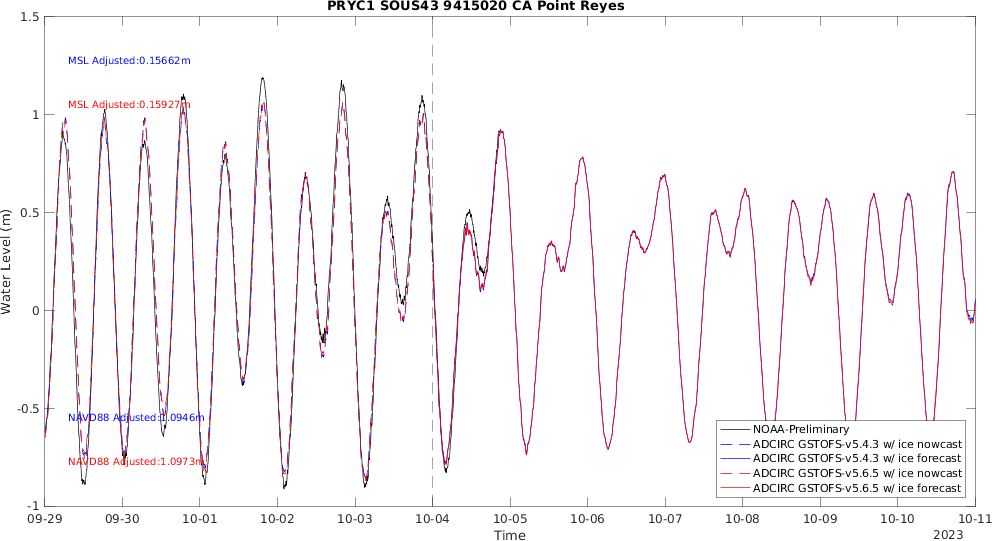 PRYC1 SOUS43 9415020 CA Point Reyes
1.5
MSL Adjusted:0.15662m
MSL Adjusted:0.15927m
1
0.5
Water Level (m)
0
-0.5
NAVD88 Adjusted:1.0946m
NAVD88 Adjusted:1.0973m
-1
NOAA-Preliminary
ADCIRC GSTOFS-v5.4.3 w/ ice nowcast
ADCIRC GSTOFS-v5.4.3 w/ ice forecast
ADCIRC GSTOFS-v5.6.5 w/ ice nowcast
ADCIRC GSTOFS-v5.6.5 w/ ice forecast
09-29 09-30 10-01 10-02 10-03 10-04 10-05 10-06 10-07 10-08 10-09 10-10 10-11
Time
2023